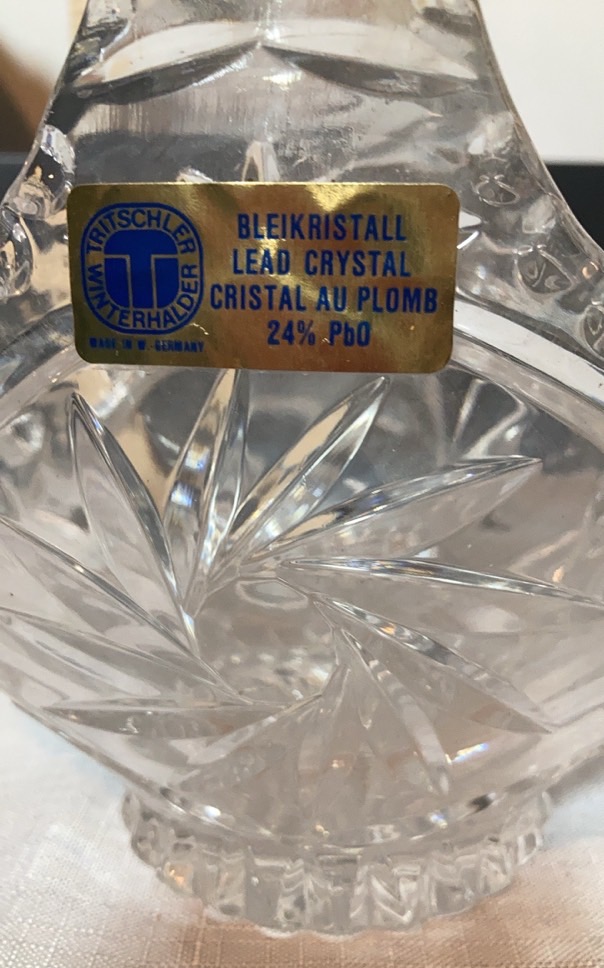 TRITSCHLER
WINTERHALDER
MADE IN W. GERMANY
BLEIKRISTALL
LEAD CRYSTAL
CRISTAL AU PLOMB
24% PbO